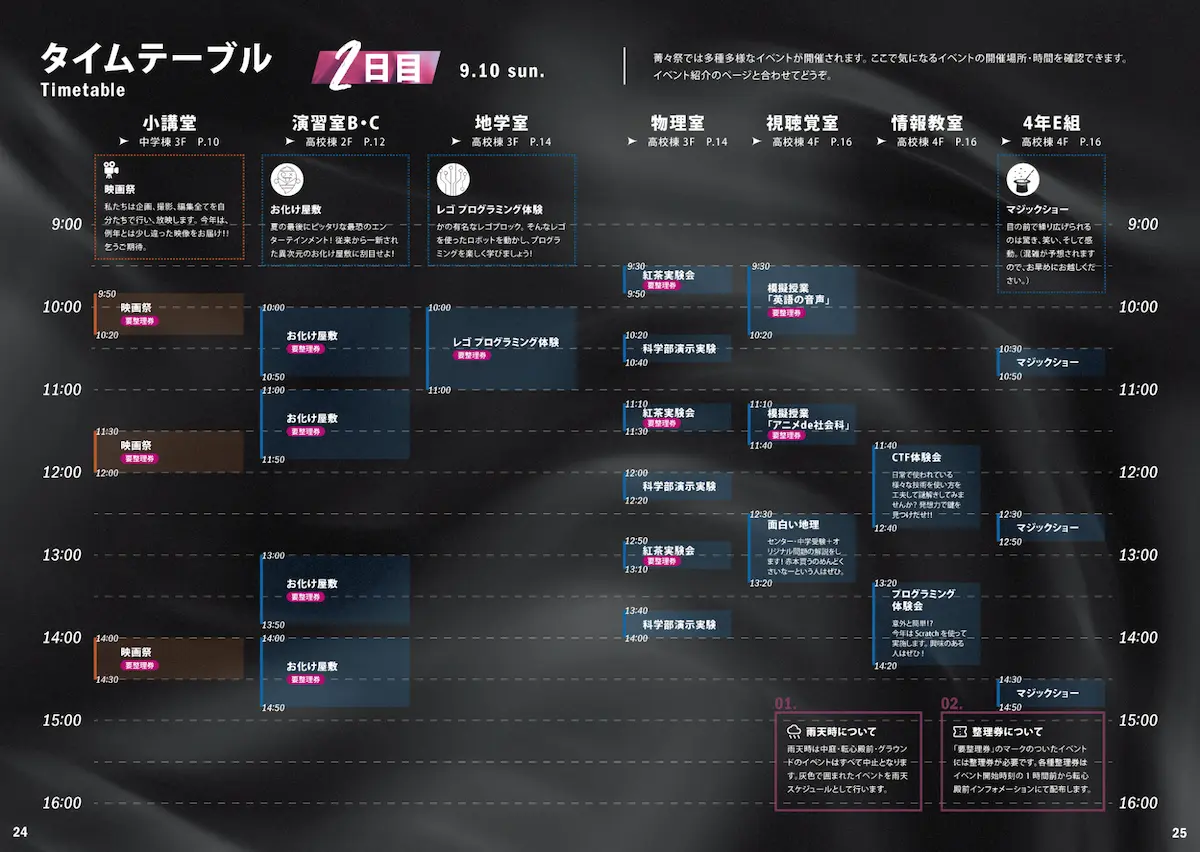 タイムテーブル
Timetable
2日目
9.10 sun.
菁々祭では多種多様なイベントが開催されます。ここで気になるイベントの開催場所・時間を確認できます。
イベント紹介のページと合わせてどうぞ。
小講堂
中学棟 3F P.10
演習室B・C
高校棟 2F P.12
地学室
高校棟 3F P.14
物理室
高校棟 3F P.14
視聴覚室
高校棟 4F P.16
情報教室
高校棟 4F P.16
4年E組
高校棟 4F P.16
9:00
10:00
11:00
12:00
13:00
14:00
15:00
16:00
映画祭
私たちは企画、撮影、編集全てを自
分たちで行い、放映します。今年は、
例年とは少し違った映像をお届け!!
乞うご期待。
9:50
映画祭
要整理券
10:20
11:30
映画祭
要整理券
12:00
14:00
映画祭
要整理券
14:30
お化け屋敷
夏の最後にピッタリな最恐のエン
ターテインメント! 従来から一新され
た異次元のお化け屋敷に刮目せよ!
10:00
お化け屋敷
要整理券
10:50
11:00
お化け屋敷
要整理券
11:50
13:00
お化け屋敷
要整理券
13:50
14:00
お化け屋敷
要整理券
14:50
レゴ プログラミング体験
かの有名なレゴブロック。そんなレゴ
を使ったロボットを動かし、プログラ
ミングを楽しく学びましょう!
10:00
レゴ プログラミング体験
要整理券
11:00
9:30
紅茶実験会
要整理券
9:50
10:20
科学部演示実験
10:40
11:10
紅茶実験会
要整理券
11:30
12:00
科学部演示実験
12:20
12:50
紅茶実験会
要整理券
13:10
13:40
科学部演示実験
14:00
9:30
模擬授業
「英語の音声」
要整理券
10:20
11:10
模擬授業
「アニメde社会科」
要整理券
11:40
12:30
面白い地理
センター・中学受験+オ
リジナル問題の解説をし
ます! 赤本買うのめんどく
さいなーという人はぜひ。
13:20
11:40
CTF体験会
日常で使われている
様々な技術を使い方を
工夫して謎解きしてみま
せんか? 発想力で鍵を
見つけだせ!!
12:40
13:20
プログラミング
体験会
意外と簡単!?
今年は Scratch を使って
実施します。興味のある
人はぜひ!
14:20
マジックショー
目の前で繰り広げられる
のは驚き、笑い、そして感
動。（混雑が予想されます
ので、お早めにお越しくだ
さい。）
10:30
マジックショー
10:50
12:30
マジックショー
12:50
14:30
マジックショー
14:50
9:00
10:00
11:00
12:00
13:00
14:00
15:00
16:00
01.
雨天時について
雨天時は中庭・転心殿前・グラウン
ドのイベントはすべて中止となりま
す。灰色で囲まれたイベントを雨天
スケジュールとして行います。
02.
整理券について
「要整理券」のマークのついたイベント
には整理券が必要です。各種整理券は
イベント開始時刻の1時間前から転心
殿前インフォメーションにて配布します。
24
25